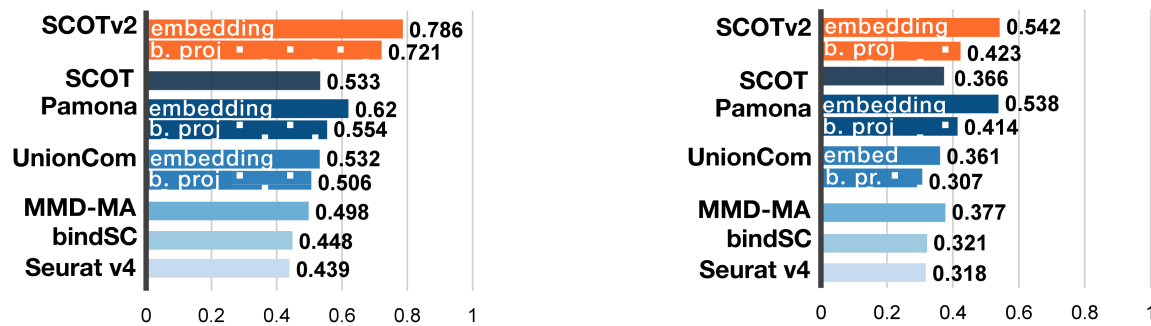 SCOTv2 embedding 0.786
b. proj 0.721
SCOT 0.533
Pamona embedding 0.62
b. proj 0.554
UnionCom embedding 0.532
b. proj 0.506
MMD-MA 0.498
bindSC 0.448
Seurat v4 0.439
0 0.2 0.4 0.6 0.8 1
SCOTv2 embedding 0.542
b. proj 0.423
SCOT 0.366
Pamona embedding 0.538
b. proj 0.414
UnionCom embed 0.361
b. pr. 0.307
MMD-MA 0.377
bindSC 0.321
Seurat v4 0.318
0 0.2 0.4 0.6 0.8 1